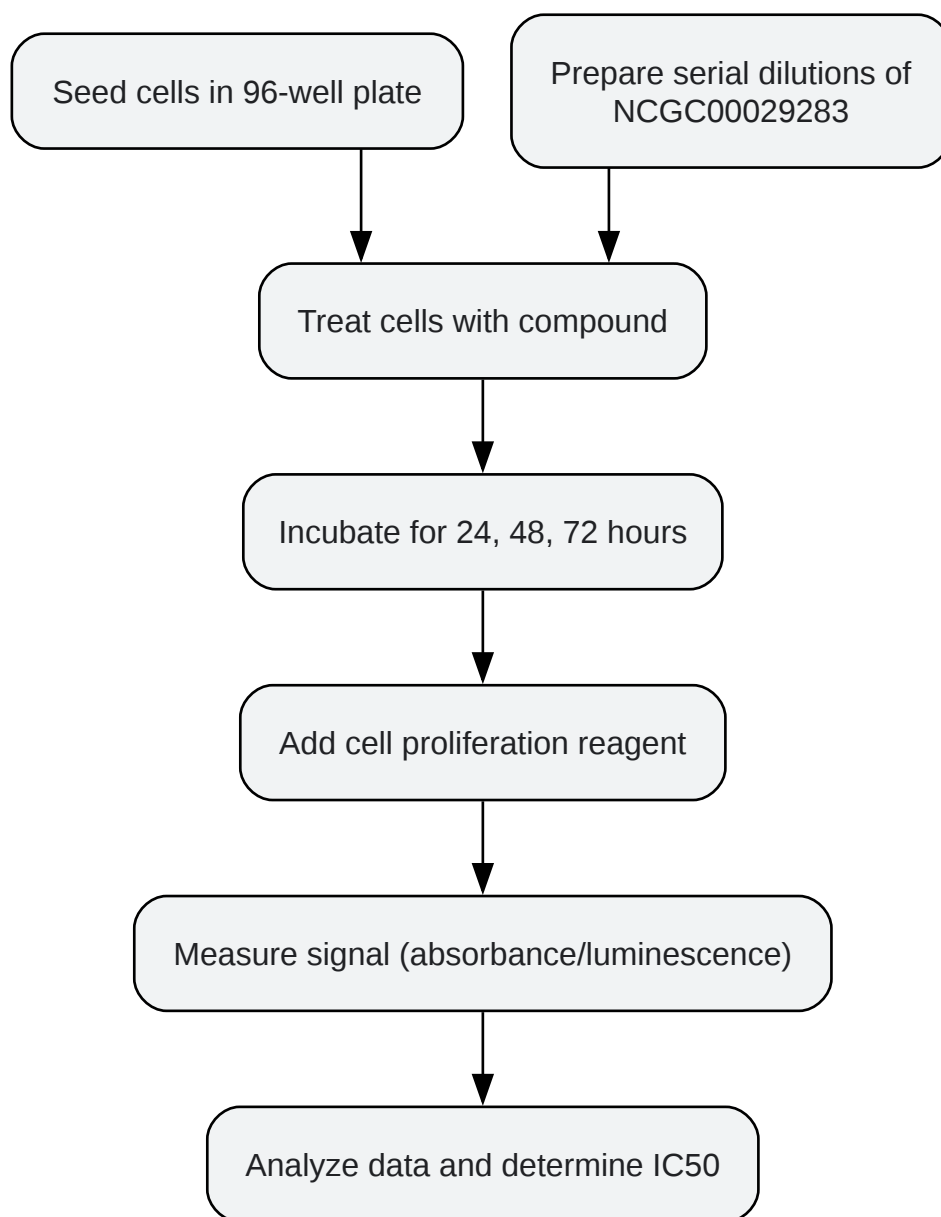 Seed cells in 96-well plate
Prepare serial dilutions of
NCGC00029283
Treat cells with compound
Incubate for 24, 48, 72 hours
Add cell proliferation reagent
Measure signal (absorbance/luminescence)
Analyze data and determine IC50